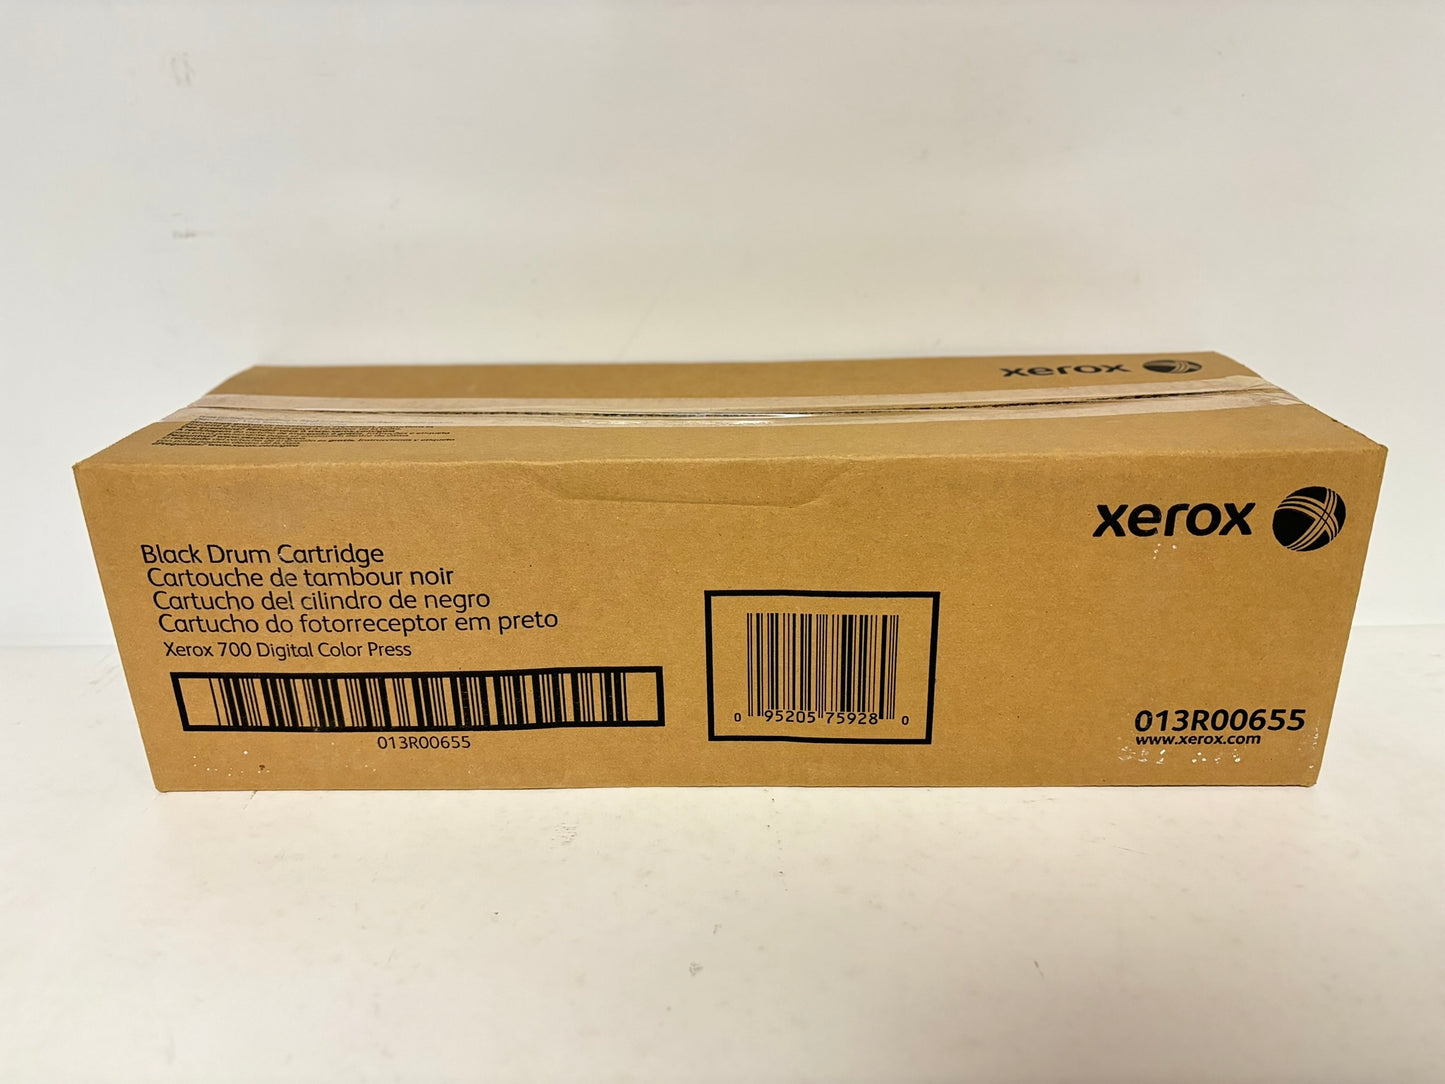 xerox
xerox
Black Drum Cartridge
Cartouche de tambour noir
Cartucho del cilindro de negro
Cartucho do fotorreceptor em preto
Xerox 700 Digital Color Press
013R00655
0 95205 75928 0
013R00655
www.xerox.com